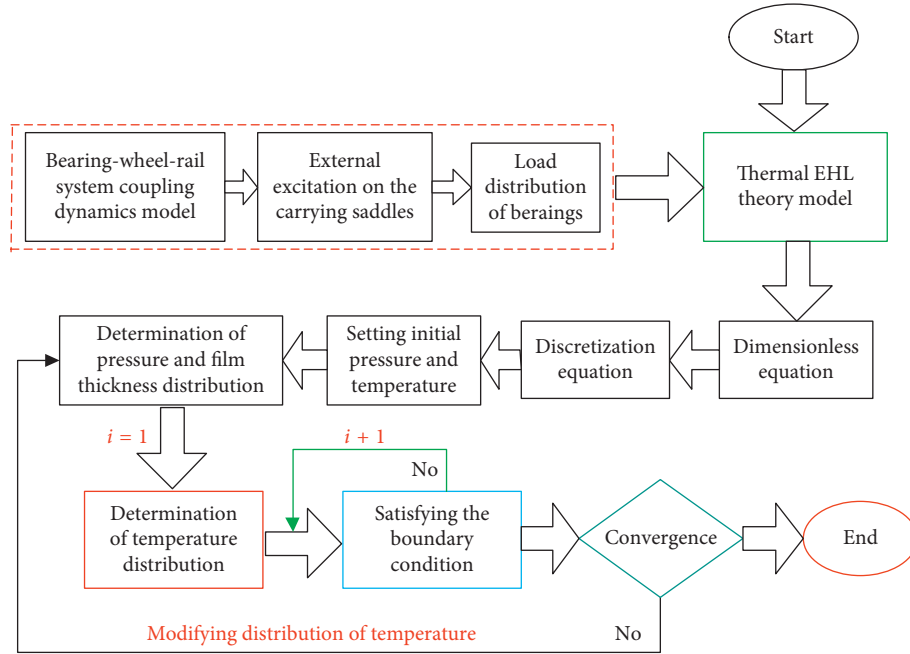 Start
Bearing-wheel-rail
system coupling
dynamics model
External
excitation on the
carrying saddles
Load
distribution
of beraings
Thermal EHL
theory model
Determination of
pressure and film
thickness distribution
Setting initial
pressure and
temperature
Discretization
equation
Dimensionless
equation
i = 1
i + 1
No
Determination
of temperature
distribution
Satisfying the
boundary
condition
Convergence
End
Modifying distribution of temperature
No